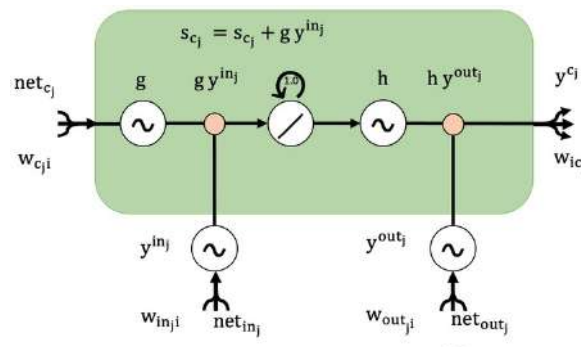 s_{c_j} = s_{c_j} + g y^{in_j}
net_{c_j} g g y^{in_j} 1.0 h h y^{out_j} y^{c_j}
w_{c_j i} w_{ic}
y^{in_j} y^{out_j}
w_{in_j i} net_{in_j} w_{out_j i} net_{out_j}